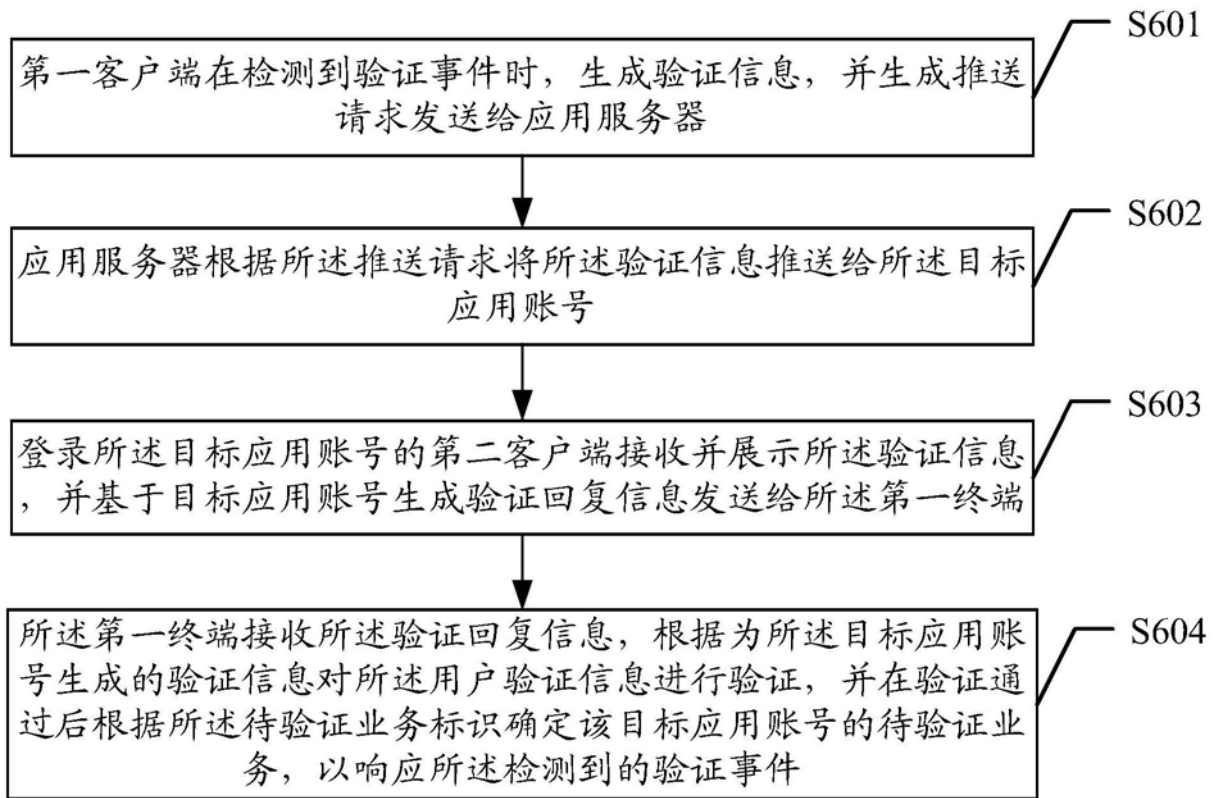 S601
第一客户端在检测到验证事件时，生成验证信息，并生成推送
请求发送给应用服务器
S602
应用服务器根据所述推送请求将所述验证信息推送给所述目标
应用账号
S603
登录所述目标应用账号的第二客户端接收并展示所述验证信息
，并基于目标应用账号生成验证回复信息发送给所述第一终端
S604
所述第一终端接收所述验证回复信息，根据为所述目标应用账
号生成的验证信息对所述用户验证信息进行验证，并在验证通
过后根据所述待验证业务标识确定该目标应用账号的待验证业
务，以响应所述检测到的验证事件